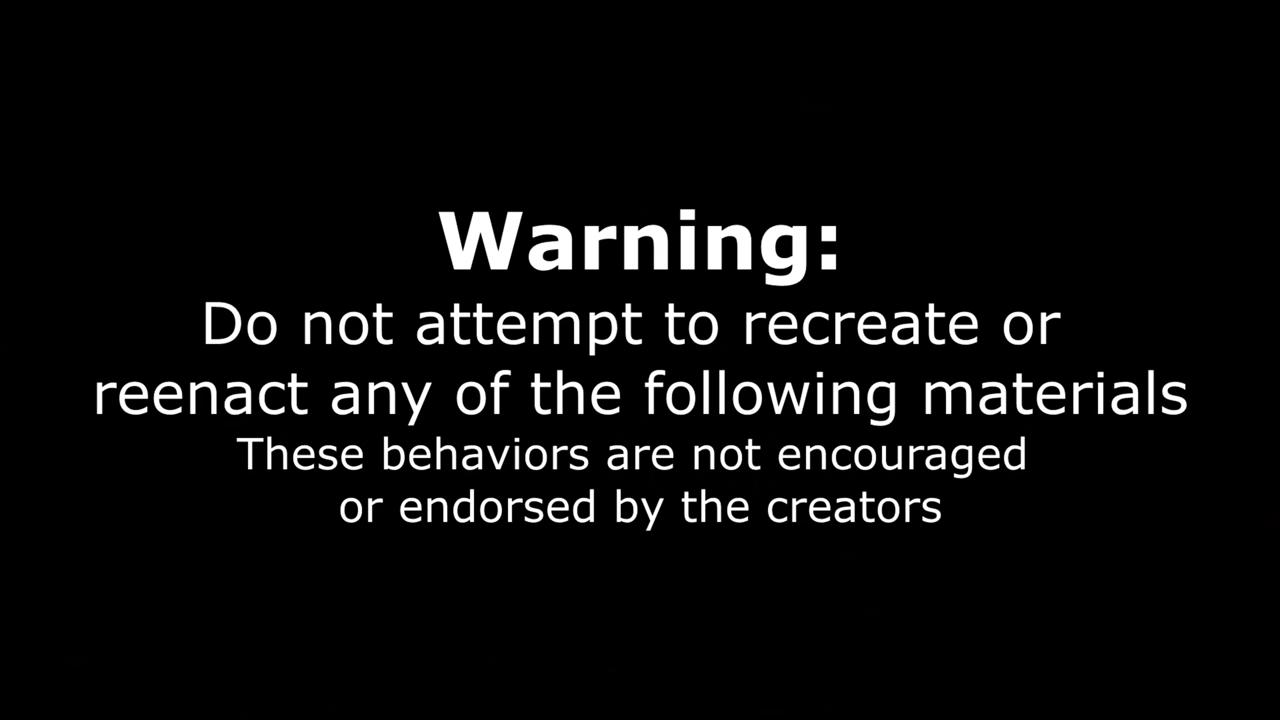 Warning:
Do not attempt to recreate or
reenact any of the following materials
These behaviors are not encouraged
or endorsed by the creators